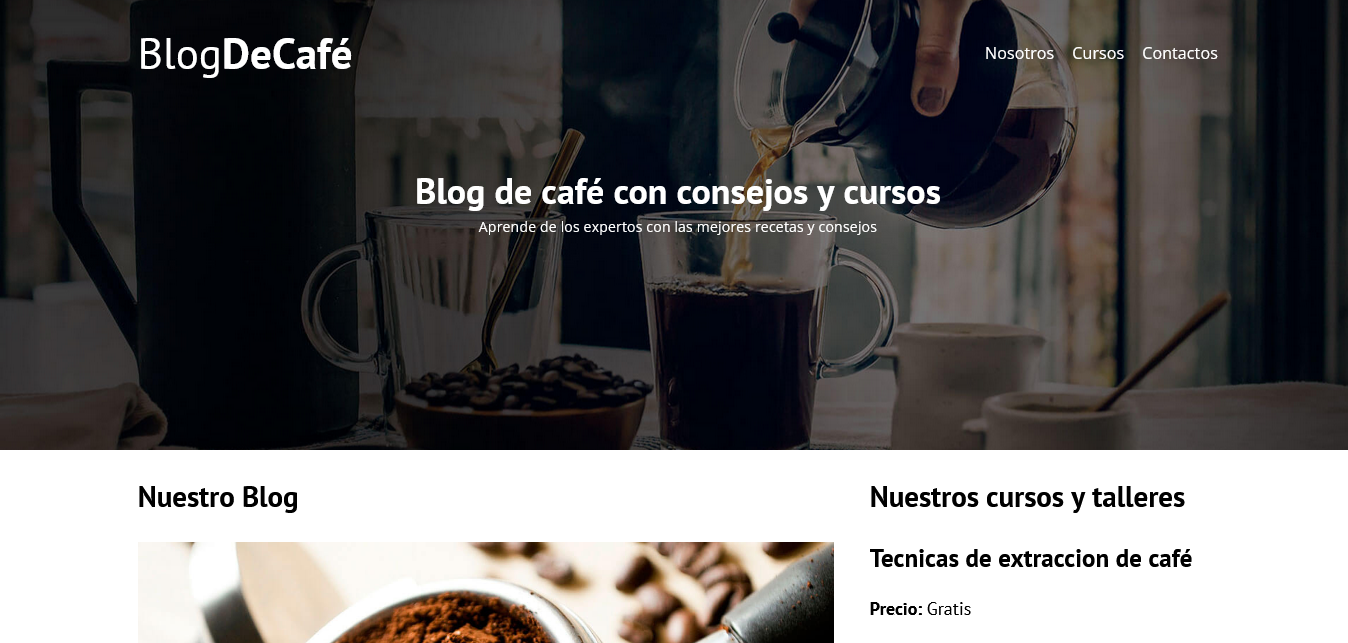 BlogDeCafé
Nosotros Cursos Contactos
Blog de café con consejos y cursos
Aprende de los expertos con las mejores recetas y consejos
Nuestro Blog
Nuestros cursos y talleres
Tecnicas de extraccion de café
Precio: Gratis